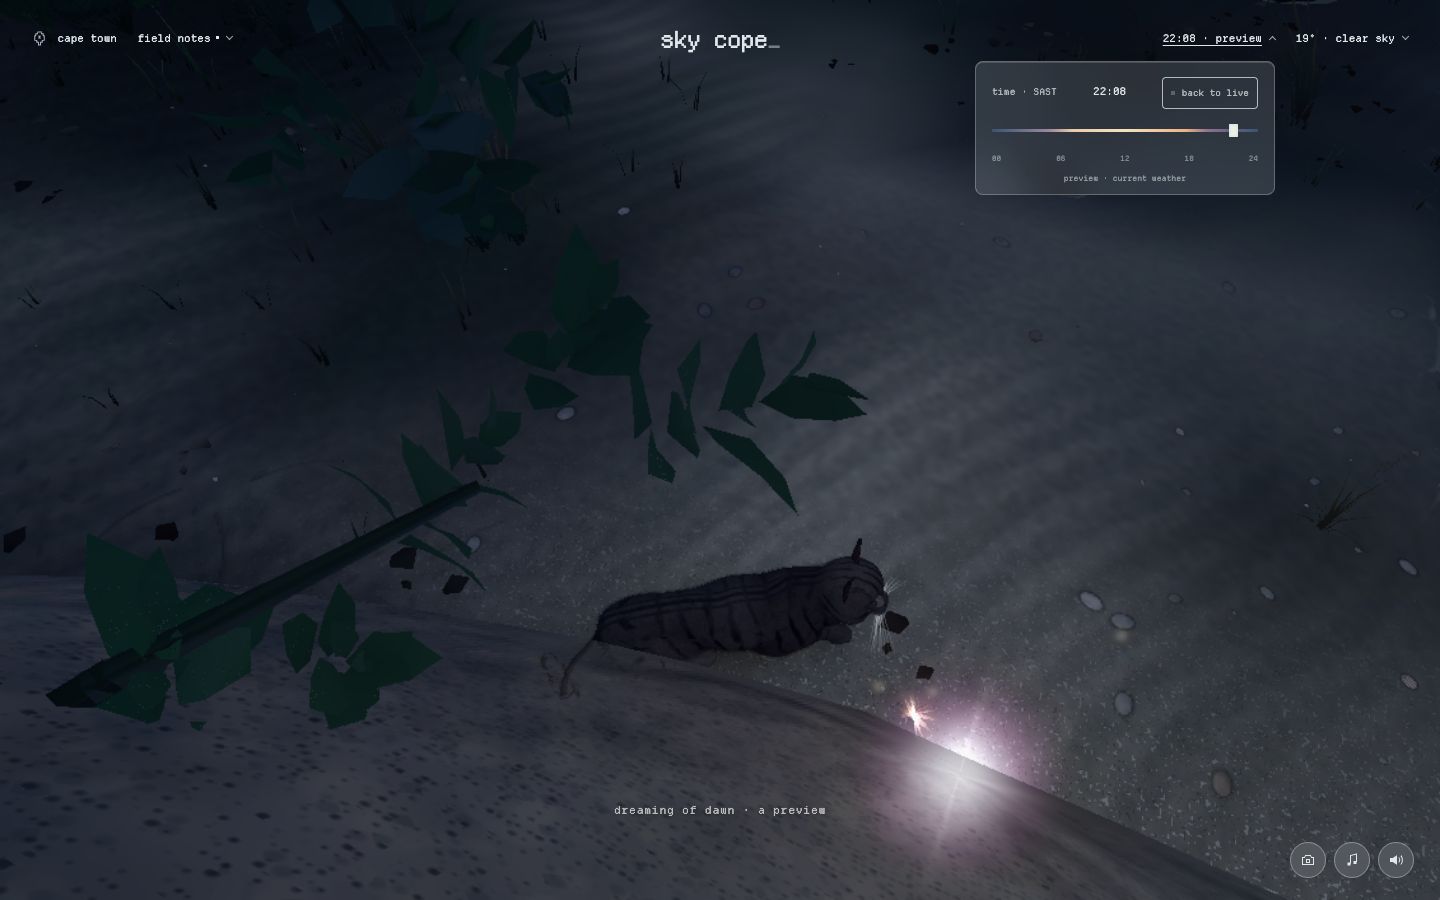 cape town
field notes •
sky cope_
22:08 · preview
19° · clear sky
time · SAST
22:08
back to live
00 06 12 18 24
preview · current weather
dreaming of dawn · a preview